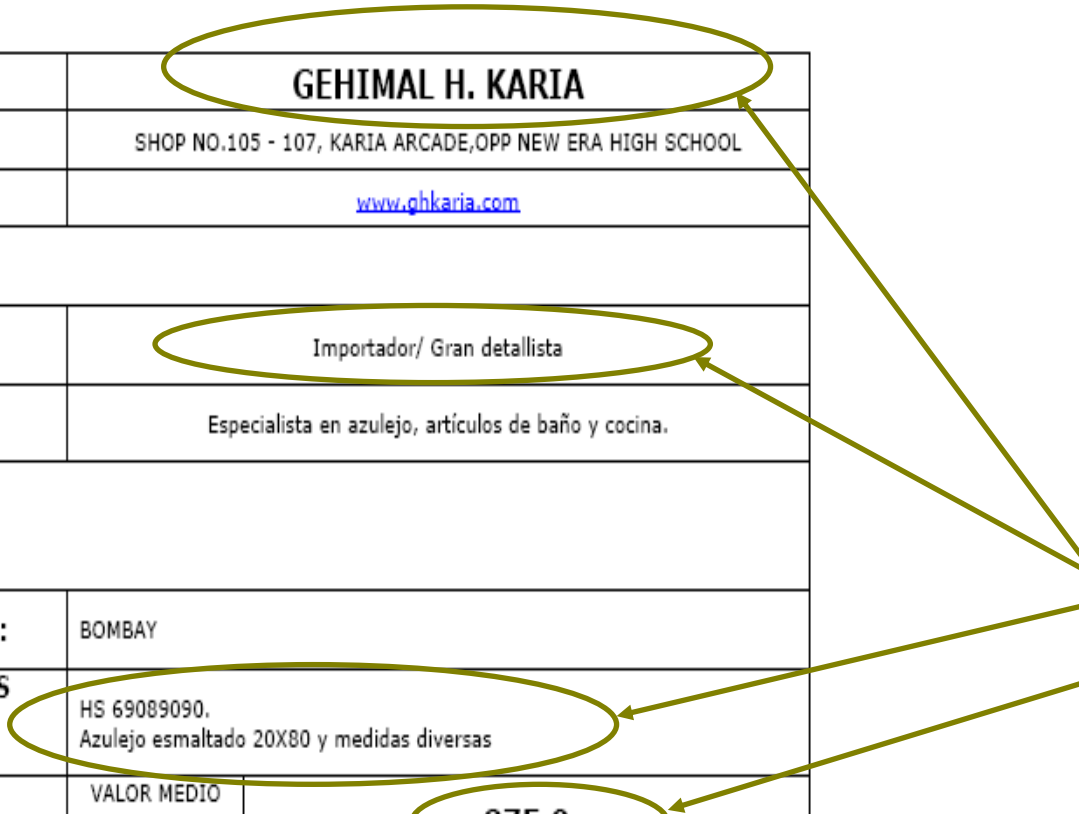 GEHIMAL H. KARIA
SHOP NO.105 - 107, KARIA ARCADE,OPP NEW ERA HIGH SCHOOL
www.ghkaria.com
Importador/ Gran detallista
Especialista en azulejo, artículos de baño y cocina.
: BOMBAY
S
HS 69089090.
Azulejo esmaltado 20X80 y medidas diversas
VALOR MEDIO